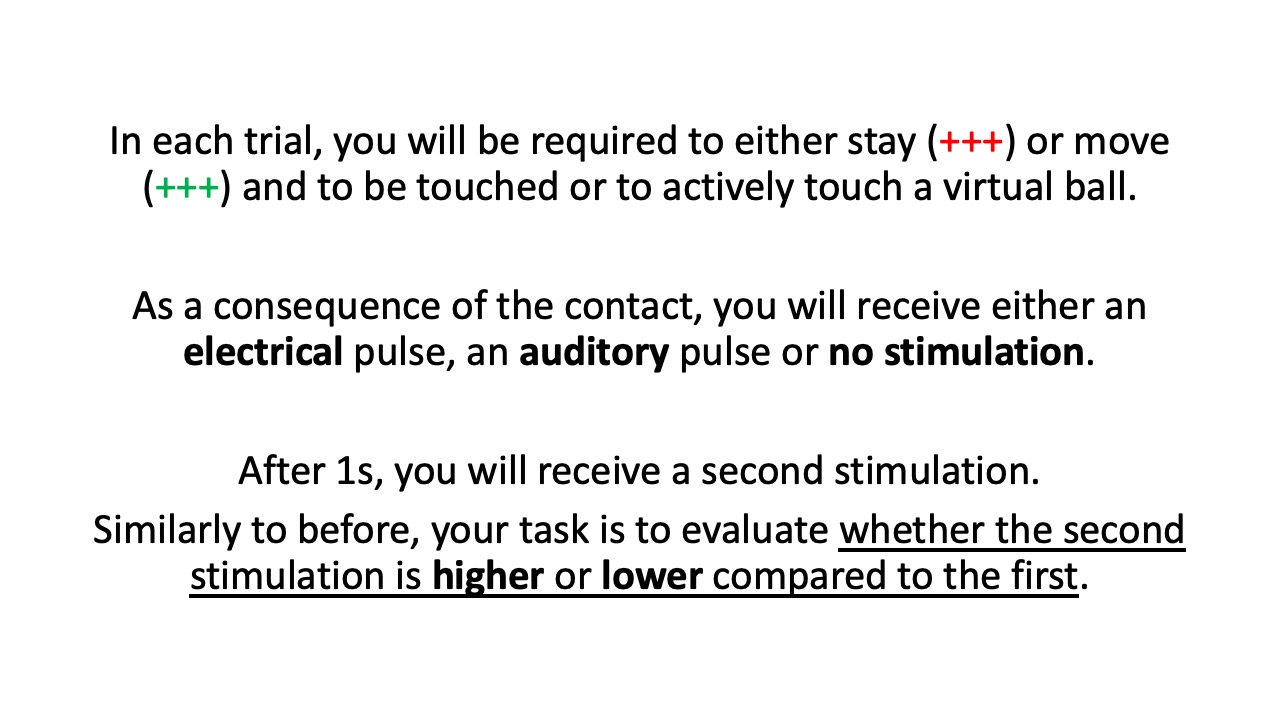 In each trial, you will be required to either stay (+++) or move
(+++) and to be touched or to actively touch a virtual ball.
As a consequence of the contact, you will receive either an
electrical pulse, an auditory pulse or no stimulation.
After 1s, you will receive a second stimulation.
Similarly to before, your task is to evaluate whether the second
stimulation is higher or lower compared to the first.